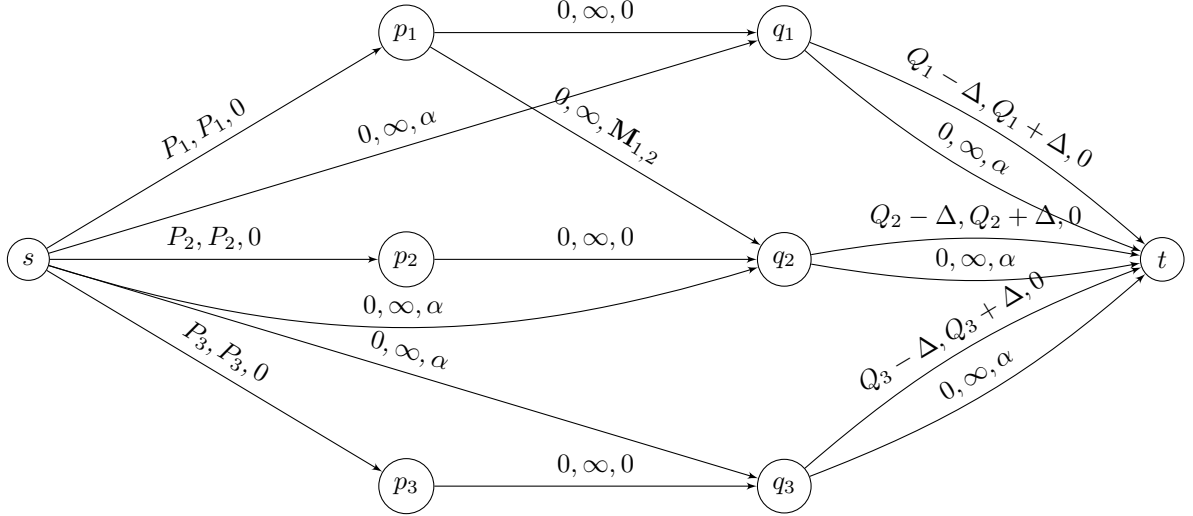 0, ∞, 0
p₁
q₁
P₁, P₁, 0
0, ∞, α
0, ∞, M₁,₂
Q₁ − Δ, Q₁ + Δ, 0
0, ∞, α
s
P₂, P₂, 0
p₂
0, ∞, 0
q₂
Q₂ − Δ, Q₂ + Δ, 0
0, ∞, α
t
0, ∞, α
P₃, P₃, 0
0, ∞, α
Q₃ − Δ, Q₃ + Δ, 0
0, ∞, α
p₃
0, ∞, 0
q₃